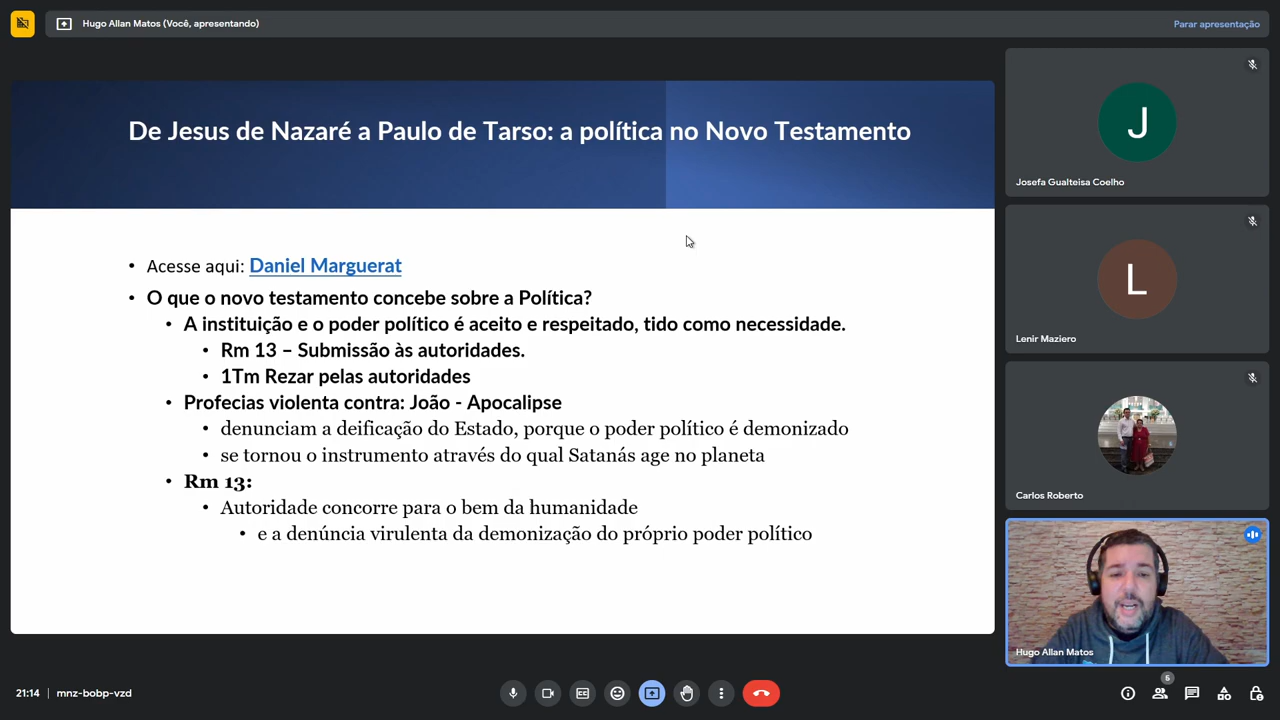 Hugo Allan Matos (Você, apresentando)
Parar apresentação
De Jesus de Nazaré a Paulo de Tarso: a política no Novo Testamento
• Acesse aqui: Daniel Marguerat
• O que o novo testamento concebe sobre a Política?
• A instituição e o poder político é aceito e respeitado, tido como necessidade.
• Rm 13 – Submissão às autoridades.
• 1Tm Rezar pelas autoridades
• Profecias violenta contra: João - Apocalipse
• denunciam a deificação do Estado, porque o poder político é demonizado
• se tornou o instrumento através do qual Satanás age no planeta
• Rm 13:
• Autoridade concorre para o bem da humanidade
• e a denúncia virulenta da demonização do próprio poder político
J
Josefa Gualteisa Coelho
L
Lenir Maziero
Carlos Roberto
Hugo Allan Matos
21:14 | mnz-bobp-vzd
6